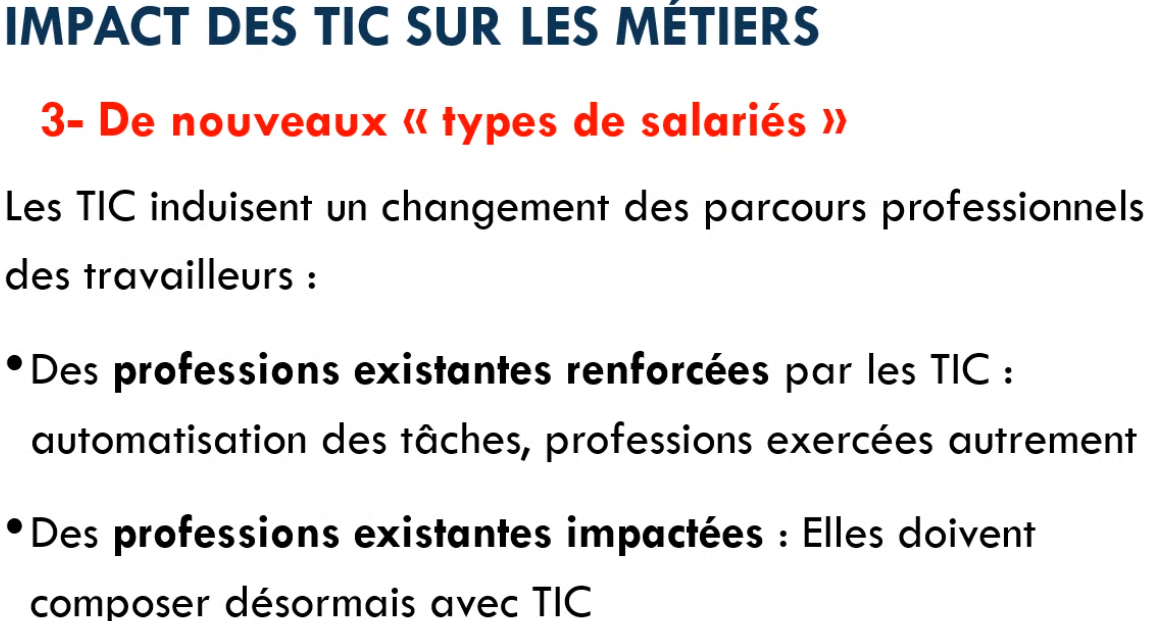 IMPACT DES TIC SUR LES MÉTIERS
3- De nouveaux « types de salariés »
Les TIC induisent un changement des parcours professionnels
des travailleurs :
•Des professions existantes renforcées par les TIC :
automatisation des tâches, professions exercées autrement
•Des professions existantes impactées : Elles doivent
composer désormais avec TIC